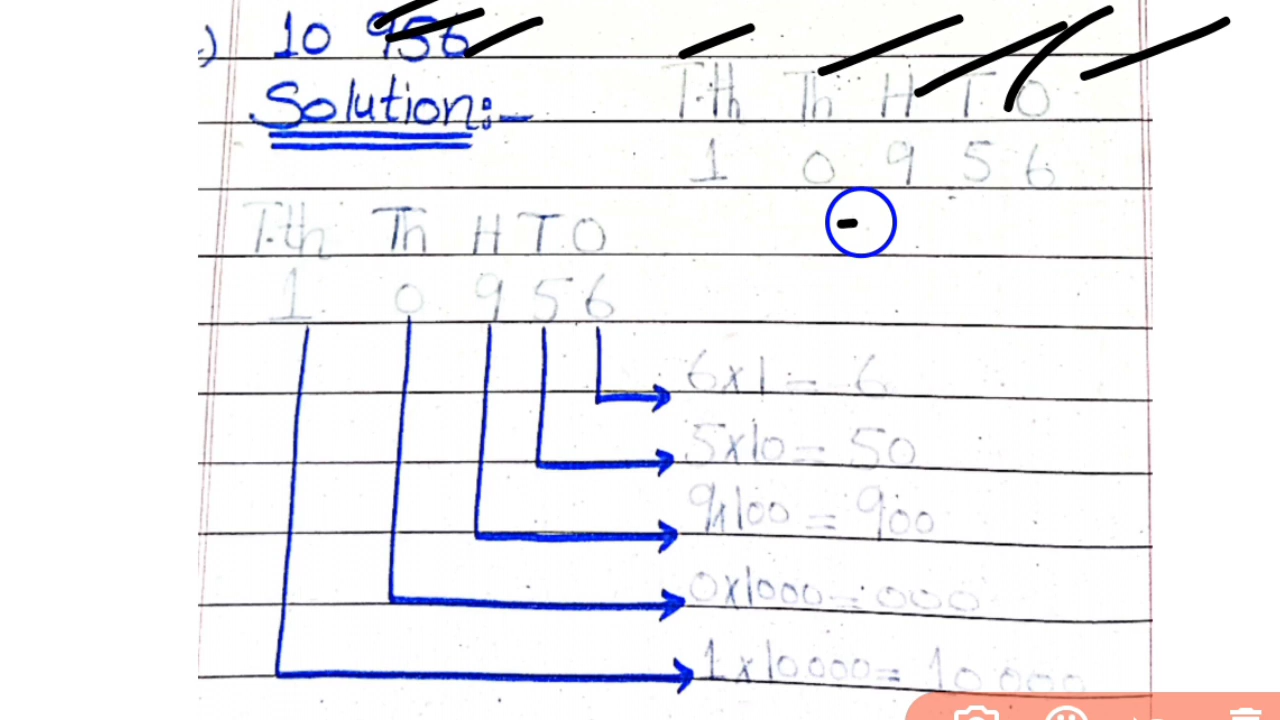 ) 10 956
Solution:-
T.th Th H T O
1 0 9 5 6
T.th Th H T O
1 0 9 5 6
6x1 = 6
5x10 = 50
9x100 = 900
0x1000 = 000
1x10000 = 10 000